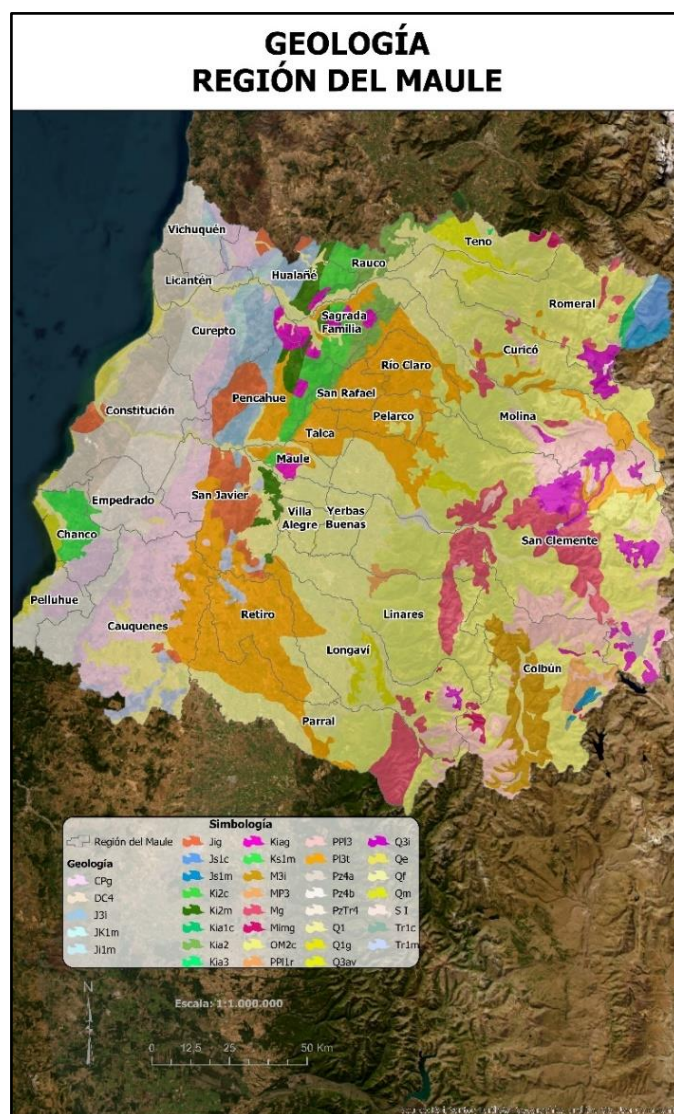 GEOLOGÍA
REGIÓN DEL MAULE
Vichuquén
Teno
Rauco
Hualañé
Licantén
Romeral
Sagrada
Familia
Curepto
Curicó
Río Claro
Pencahue
San Rafael
Constitución
Pelarco
Molina
Talca
Maule
Empedrado
San Javier
Villa
Alegre
Yerbas
Buenas
Chanco
San Clemente
Pelluhue
Cauquenes
Retiro
Linares
Longaví
Colbún
Parral
Simbología
Región del Maule
Geología
CPg
DC4
J3i
JK1m
Ji1m
Jig
Js1c
Js1m
Ki2c
Ki2m
Kia1c
Kia2
Kia3
Kiag
Ks1m
M3i
MP3
Mg
Mimg
OM2c
PPl1r
PPl3
Pl3t
Pz4a
Pz4b
PzTr4
Q1
Q1g
Q3av
Q3i
Qe
Qf
Qm
S I
Tr1c
Tr1m
N
Escala: 1:1.000.000
0 12,5 25 50 Km